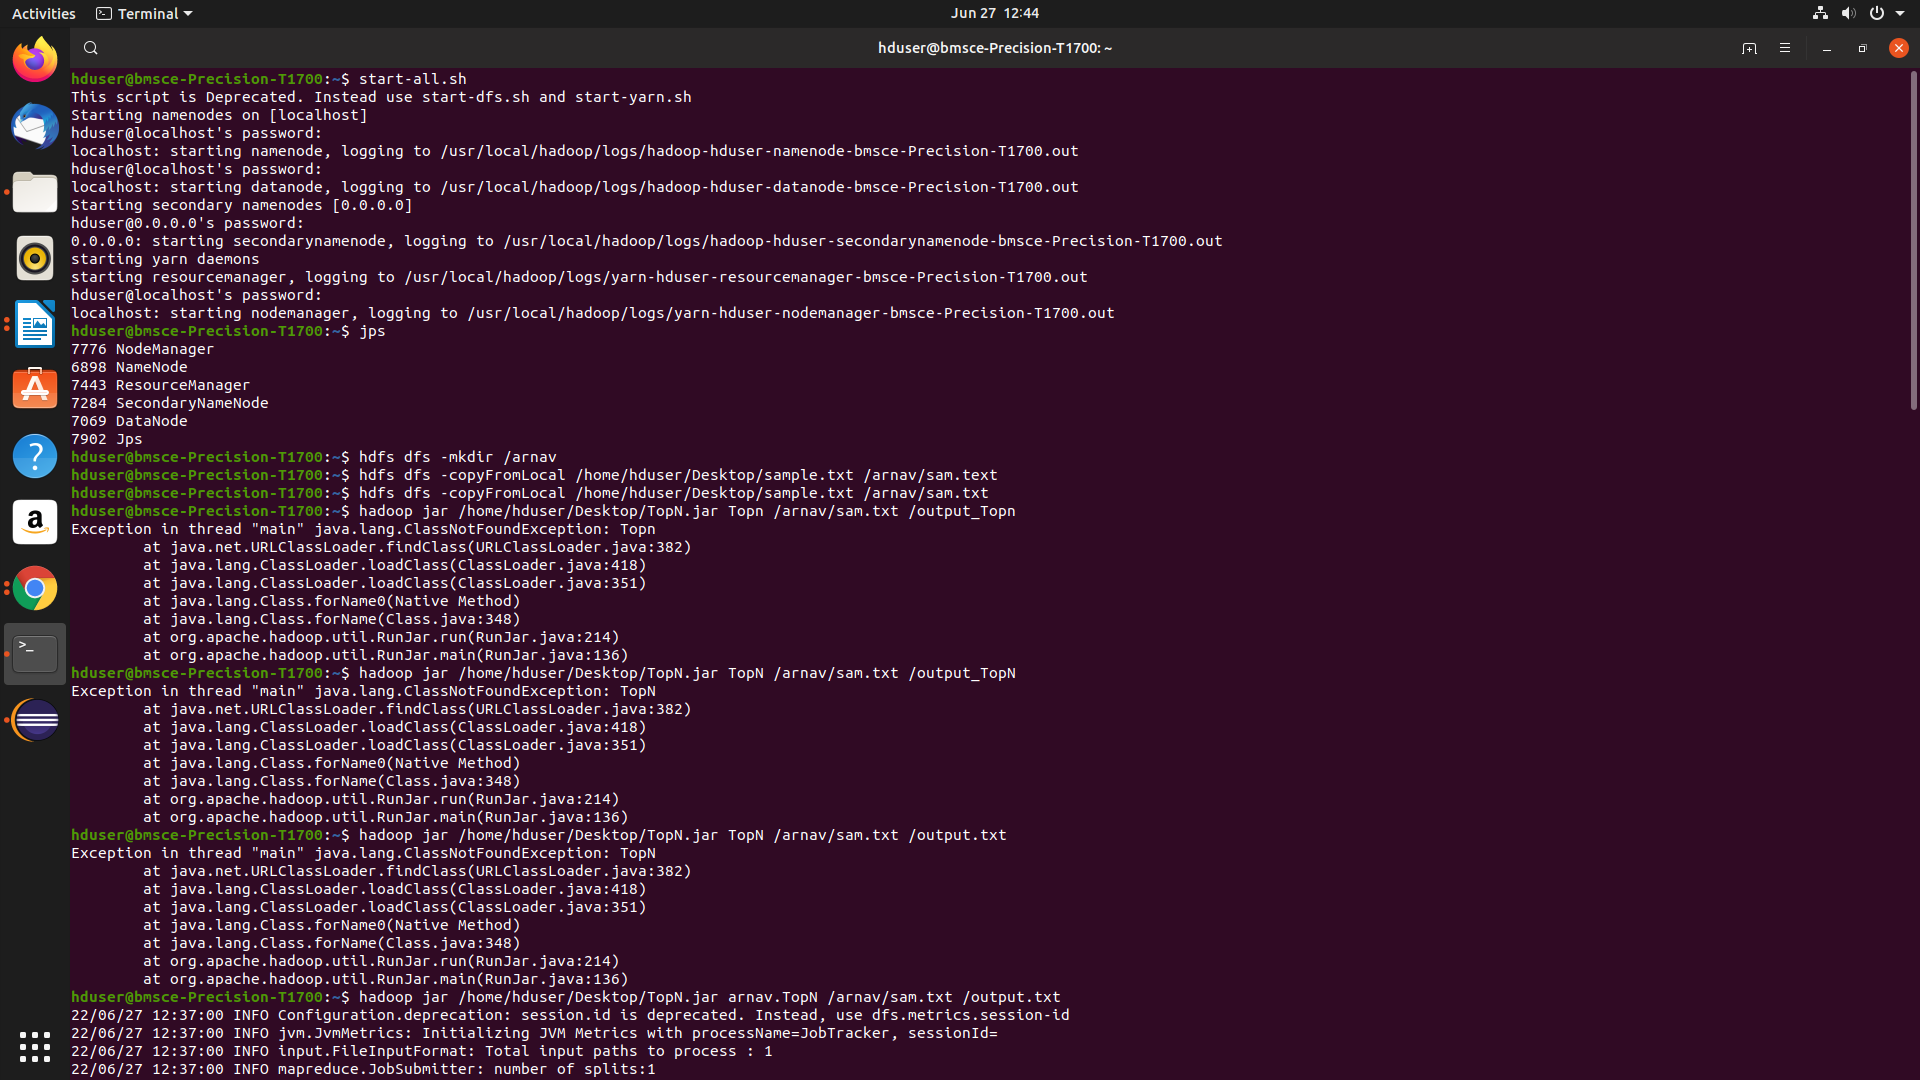 Activities Terminal Jun 27 12:44
hduser@bmsce-Precision-T1700: ~
hduser@bmsce-Precision-T1700:~$ start-all.sh
This script is Deprecated. Instead use start-dfs.sh and start-yarn.sh
Starting namenodes on [localhost]
hduser@localhost's password:
localhost: starting namenode, logging to /usr/local/hadoop/logs/hadoop-hduser-namenode-bmsce-Precision-T1700.out
hduser@localhost's password:
localhost: starting datanode, logging to /usr/local/hadoop/logs/hadoop-hduser-datanode-bmsce-Precision-T1700.out
Starting secondary namenodes [0.0.0.0]
hduser@0.0.0.0's password:
0.0.0.0: starting secondarynamenode, logging to /usr/local/hadoop/logs/hadoop-hduser-secondarynamenode-bmsce-Precision-T1700.out
starting yarn daemons
starting resourcemanager, logging to /usr/local/hadoop/logs/yarn-hduser-resourcemanager-bmsce-Precision-T1700.out
hduser@localhost's password:
localhost: starting nodemanager, logging to /usr/local/hadoop/logs/yarn-hduser-nodemanager-bmsce-Precision-T1700.out
hduser@bmsce-Precision-T1700:~$ jps
7776 NodeManager
6898 NameNode
7443 ResourceManager
7284 SecondaryNameNode
7069 DataNode
7902 Jps
hduser@bmsce-Precision-T1700:~$ hdfs dfs -mkdir /arnav
hduser@bmsce-Precision-T1700:~$ hdfs dfs -copyFromLocal /home/hduser/Desktop/sample.txt /arnav/sam.text
hduser@bmsce-Precision-T1700:~$ hdfs dfs -copyFromLocal /home/hduser/Desktop/sample.txt /arnav/sam.txt
hduser@bmsce-Precision-T1700:~$ hadoop jar /home/hduser/Desktop/TopN.jar Topn /arnav/sam.txt /output_Topn
Exception in thread "main" java.lang.ClassNotFoundException: Topn
at java.net.URLClassLoader.findClass(URLClassLoader.java:382)
at java.lang.ClassLoader.loadClass(ClassLoader.java:418)
at java.lang.ClassLoader.loadClass(ClassLoader.java:351)
at java.lang.Class.forName0(Native Method)
at java.lang.Class.forName(Class.java:348)
at org.apache.hadoop.util.RunJar.run(RunJar.java:214)
at org.apache.hadoop.util.RunJar.main(RunJar.java:136)
hduser@bmsce-Precision-T1700:~$ hadoop jar /home/hduser/Desktop/TopN.jar TopN /arnav/sam.txt /output_TopN
Exception in thread "main" java.lang.ClassNotFoundException: TopN
at java.net.URLClassLoader.findClass(URLClassLoader.java:382)
at java.lang.ClassLoader.loadClass(ClassLoader.java:418)
at java.lang.ClassLoader.loadClass(ClassLoader.java:351)
at java.lang.Class.forName0(Native Method)
at java.lang.Class.forName(Class.java:348)
at org.apache.hadoop.util.RunJar.run(RunJar.java:214)
at org.apache.hadoop.util.RunJar.main(RunJar.java:136)
hduser@bmsce-Precision-T1700:~$ hadoop jar /home/hduser/Desktop/TopN.jar TopN /arnav/sam.txt /output.txt
Exception in thread "main" java.lang.ClassNotFoundException: TopN
at java.net.URLClassLoader.findClass(URLClassLoader.java:382)
at java.lang.ClassLoader.loadClass(ClassLoader.java:418)
at java.lang.ClassLoader.loadClass(ClassLoader.java:351)
at java.lang.Class.forName0(Native Method)
at java.lang.Class.forName(Class.java:348)
at org.apache.hadoop.util.RunJar.run(RunJar.java:214)
at org.apache.hadoop.util.RunJar.main(RunJar.java:136)
hduser@bmsce-Precision-T1700:~$ hadoop jar /home/hduser/Desktop/TopN.jar arnav.TopN /arnav/sam.txt /output.txt
22/06/27 12:37:00 INFO Configuration.deprecation: session.id is deprecated. Instead, use dfs.metrics.session-id
22/06/27 12:37:00 INFO jvm.JvmMetrics: Initializing JVM Metrics with processName=JobTracker, sessionId=
22/06/27 12:37:00 INFO input.FileInputFormat: Total input paths to process : 1
22/06/27 12:37:00 INFO mapreduce.JobSubmitter: number of splits:1